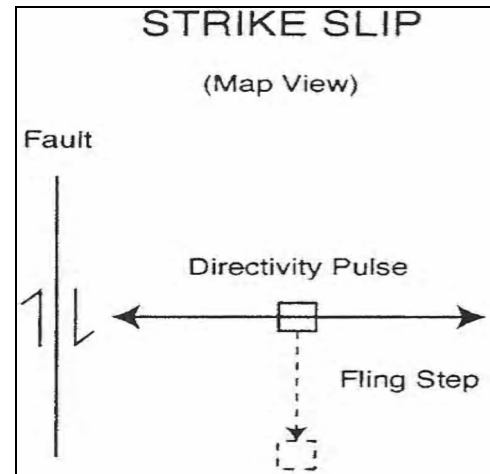 STRIKE SLIP
(Map View)
Fault
Directivity Pulse
Fling Step